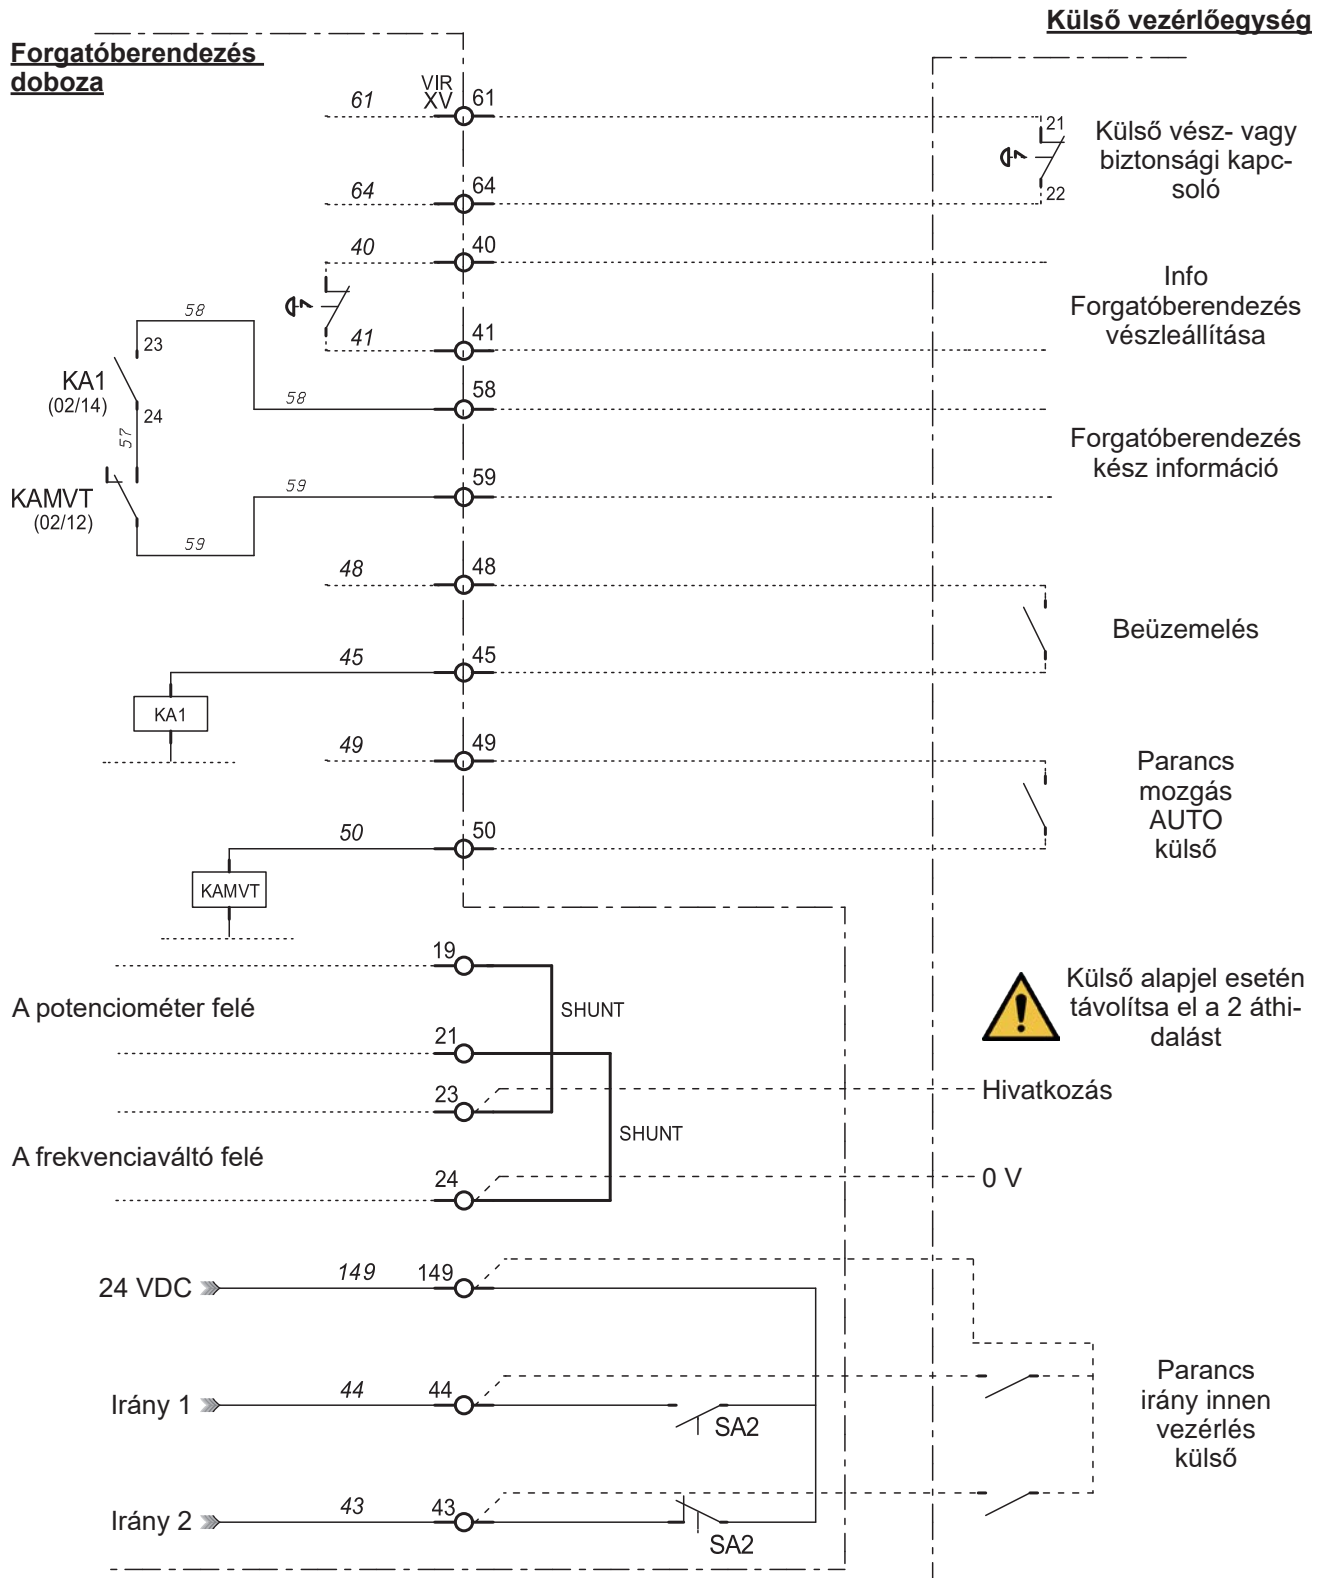 Külső vezérlőegység
Forgatóberendezés
doboza
VIR
XV
61
61
21
Külső vész- vagy
biztonsági kapc-
soló
64
64
22
40
40
Info
Forgatóberendezés
vészleállítása
58
41
41
23
KA1
(02/14)
24
58
58
57
Forgatóberendezés
kész információ
KAMVT
(02/12)
59
59
59
48
48
Beüzemelés
45
45
KA1
49
49
Parancs
mozgás
AUTO
külső
50
50
KAMVT
19
A potenciométer felé
SHUNT
Külső alapjel esetén
távolítsa el a 2 áthi-
dalást
21
23
Hivatkozás
A frekvenciaváltó felé
SHUNT
24
0 V
24 VDC
149
149
Irány 1
44
44
SA2
Parancs
irány innen
vezérlés
külső
Irány 2
43
43
SA2